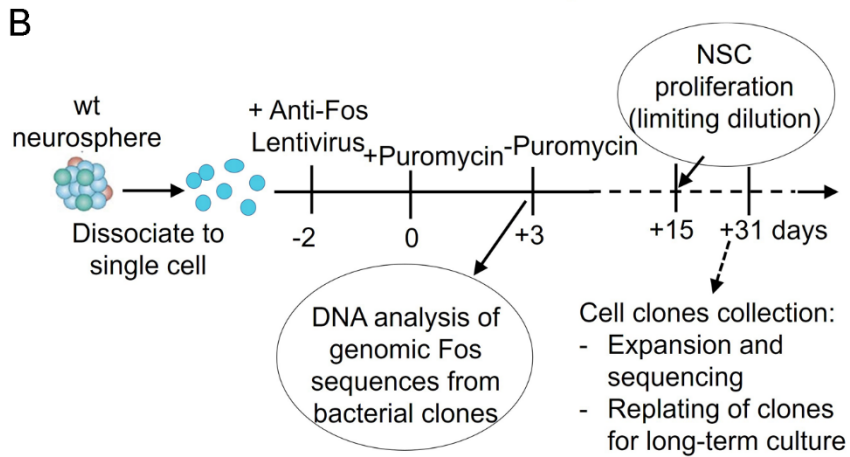 B
wt
neurosphere
Dissociate to
single cell
+ Anti-Fos
Lentivirus
+Puromycin
-Puromycin
-2
0
+3
+15
+31 days
NSC
proliferation
(limiting dilution)
DNA analysis of
genomic Fos
sequences from
bacterial clones
Cell clones collection:
- Expansion and
sequencing
- Replating of clones
for long-term culture